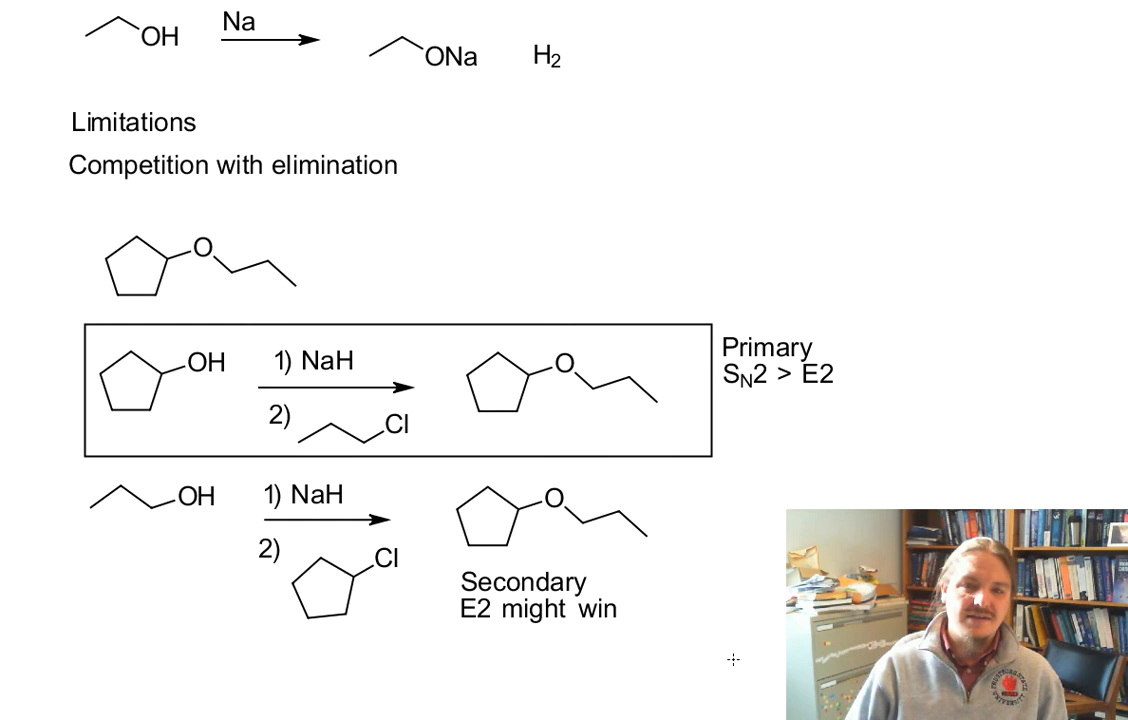 OH Na ONa H₂
Limitations
Competition with elimination
O
OH 1) NaH O Primary
2) Cl S_N2 > E2
OH 1) NaH O
2) Cl
Secondary
E2 might win